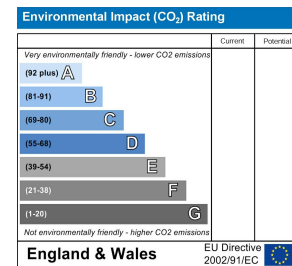 Environmental Impact (CO₂) Rating
Current Potential
Very environmentally friendly - lower CO2 emissions
(92 plus) A
(81-91) B
(69-80) C
(55-68) D
(39-54) E
(21-38) F
(1-20) G
Not environmentally friendly - higher CO2 emissions
England & Wales
EU Directive
2002/91/EC